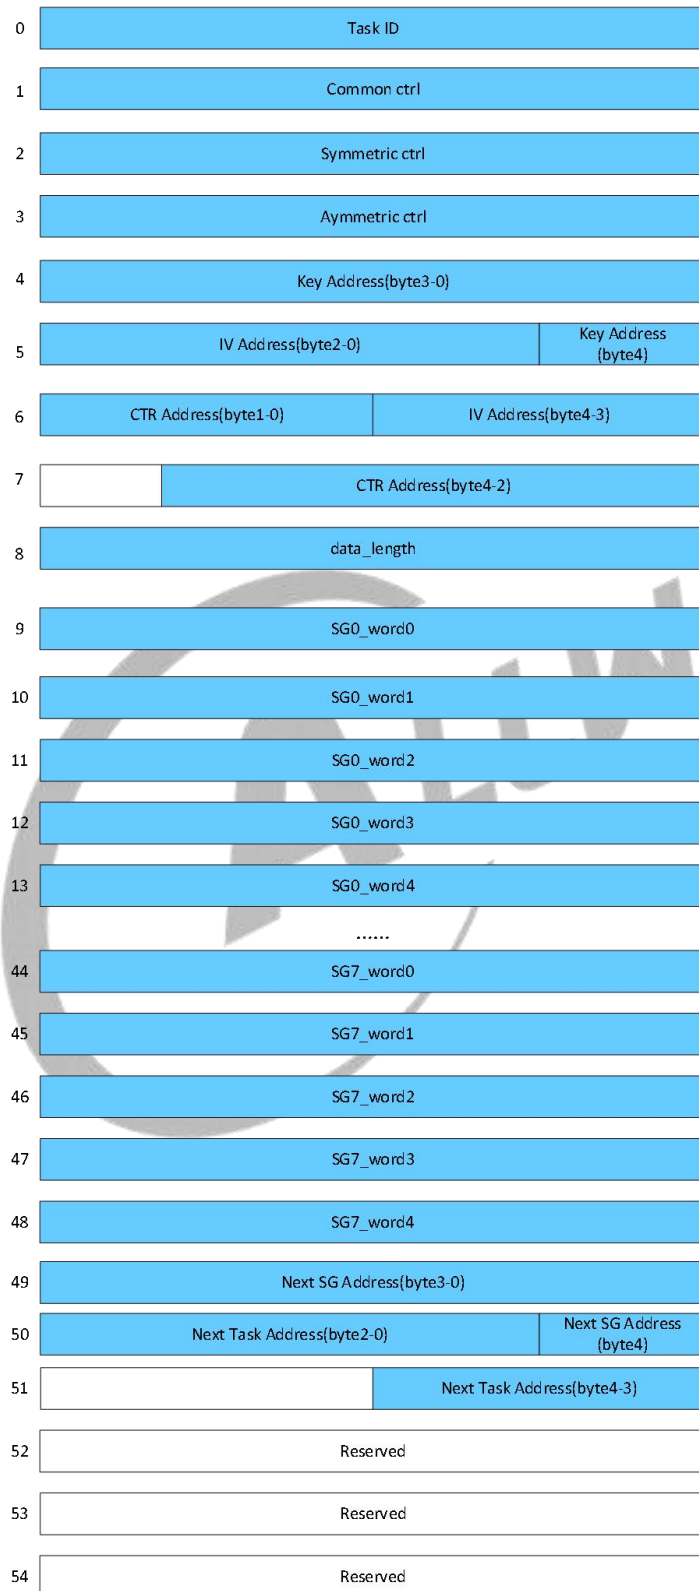 0 Task ID
1 Common ctrl
2 Symmetric ctrl
3 Aymmetric ctrl
4 Key Address(byte3-0)
5 IV Address(byte2-0) Key Address
(byte4)
6 CTR Address(byte1-0) IV Address(byte4-3)
7 CTR Address(byte4-2)
8 data_length
9 SG0_word0
10 SG0_word1
11 SG0_word2
12 SG0_word3
13 SG0_word4
......
44 SG7_word0
45 SG7_word1
46 SG7_word2
47 SG7_word3
48 SG7_word4
49 Next SG Address(byte3-0)
50 Next Task Address(byte2-0) Next SG Address
(byte4)
51 Next Task Address(byte4-3)
52 Reserved
53 Reserved
54 Reserved